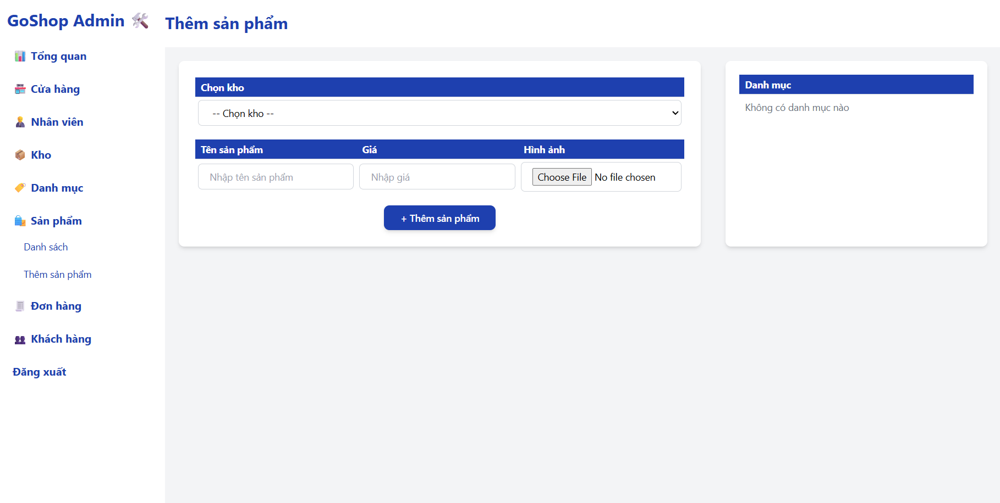 GoShop Admin
Tổng quan
Cửa hàng
Nhân viên
Kho
Danh mục
Sản phẩm
Danh sách
Thêm sản phẩm
Đơn hàng
Khách hàng
Đăng xuất
Thêm sản phẩm
Chọn kho
-- Chọn kho --
Tên sản phẩm Giá Hình ảnh
Nhập tên sản phẩm Nhập giá Choose File No file chosen
+ Thêm sản phẩm
Danh mục
Không có danh mục nào